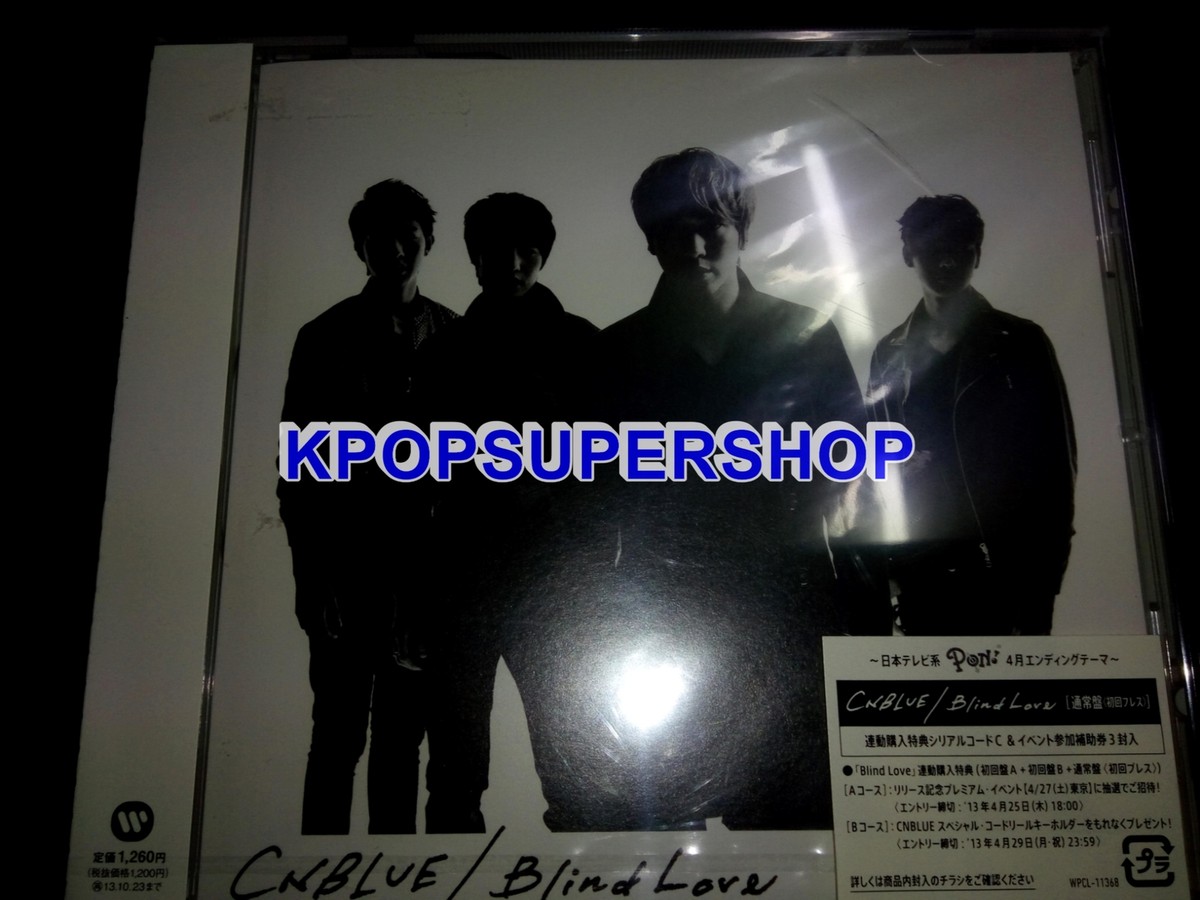 KPOPSUPERSHOP
定価1,260円
(税抜価格1,200円)
㋱13.10.23まで
CNBLUE / Blind Love
～日本テレビ系 PON! 4月エンディングテーマ～
CNBLUE / Blind Love [通常盤〈初回プレス〉]
連動購入特典シリアルコードC & イベント参加補助券3封入
●「Blind Love」連動購入特典(初回盤A+初回盤B+通常盤〈初回プレス〉)
[Aコース]:リリース記念プレミアム・イベント【4/27(土)東京】に抽選でご招待!
〈エントリー締切:'13年4月25日(木)18:00〉
[Bコース]:CNBLUE スペシャル・コードリールキーホルダーをもれなくプレゼント!
〈エントリー締切:'13年4月29日(月・祝)23:59〉
詳しくは商品内封入のチラシをご確認ください
WPCL-11368
プラ